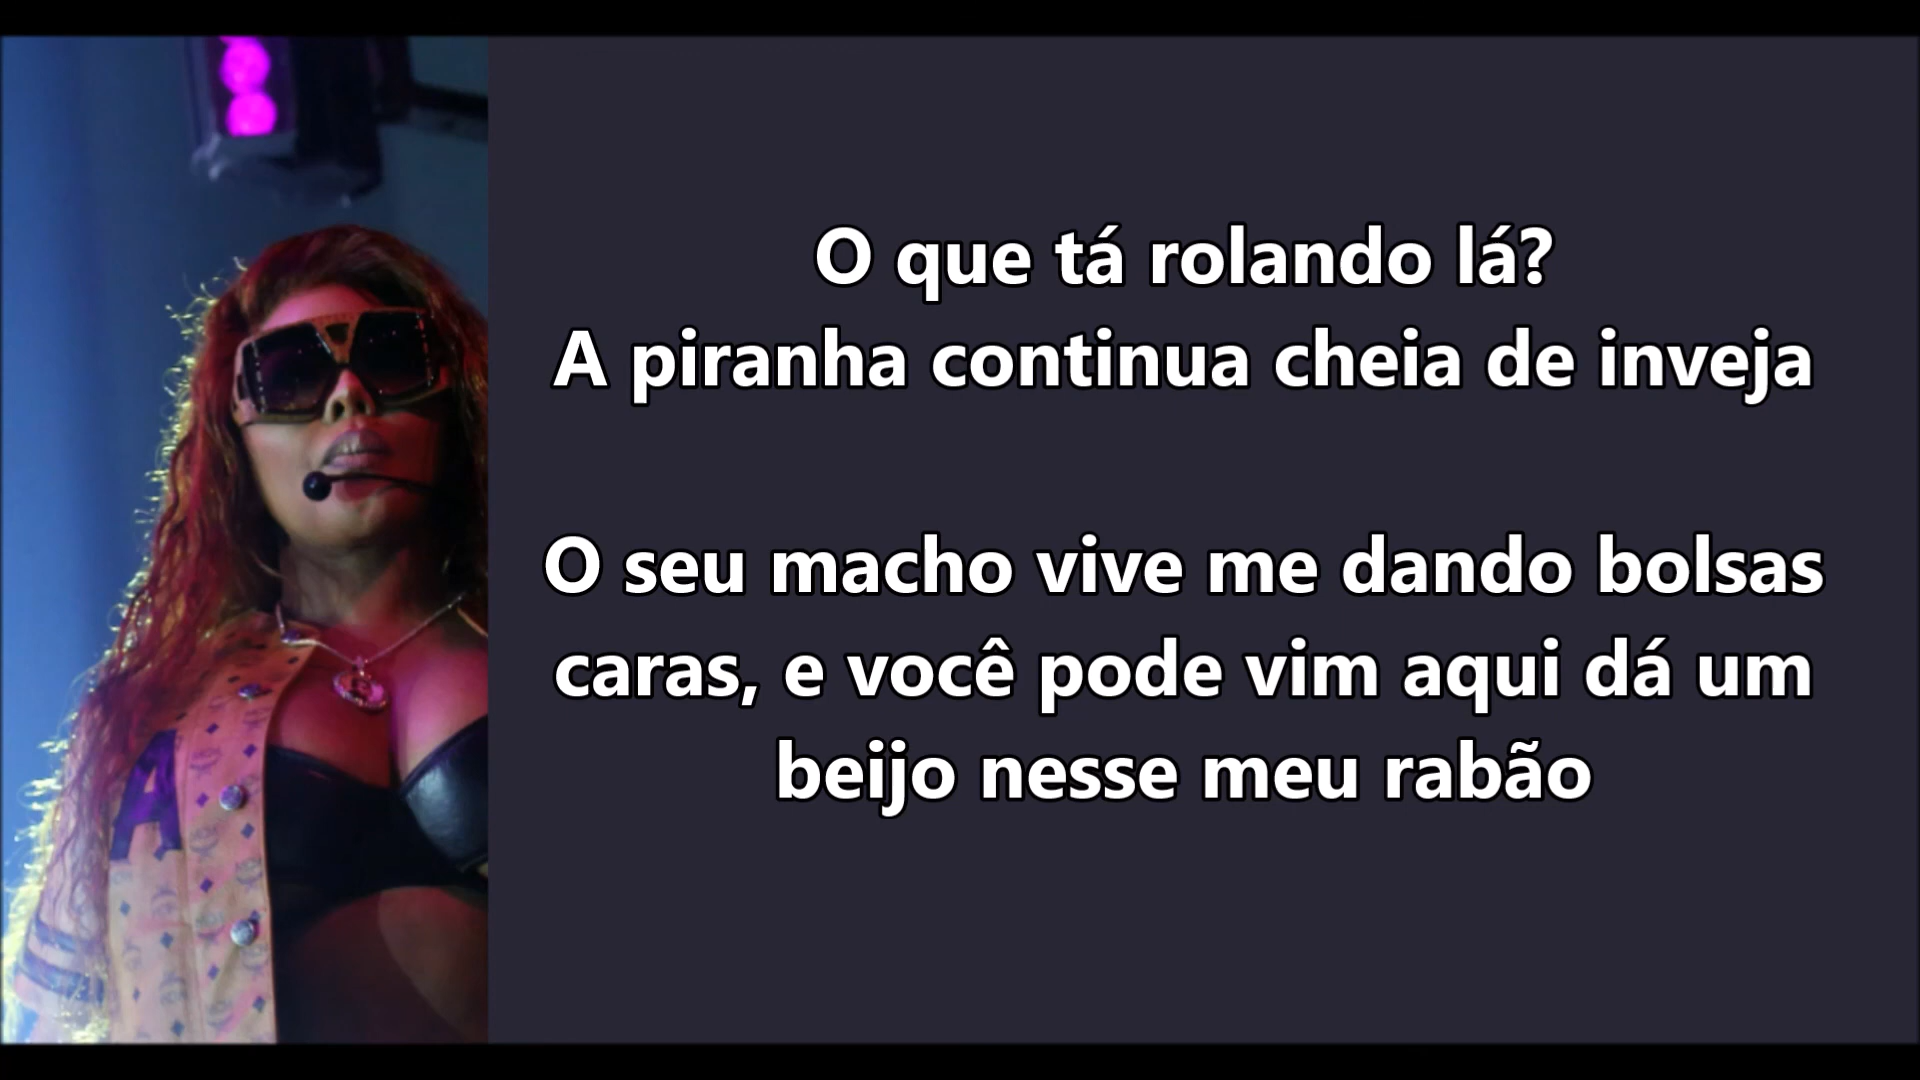 O que tá rolando lá?
A piranha continua cheia de inveja
O seu macho vive me dando bolsas
caras, e você pode vim aqui dá um
beijo nesse meu rabão
A